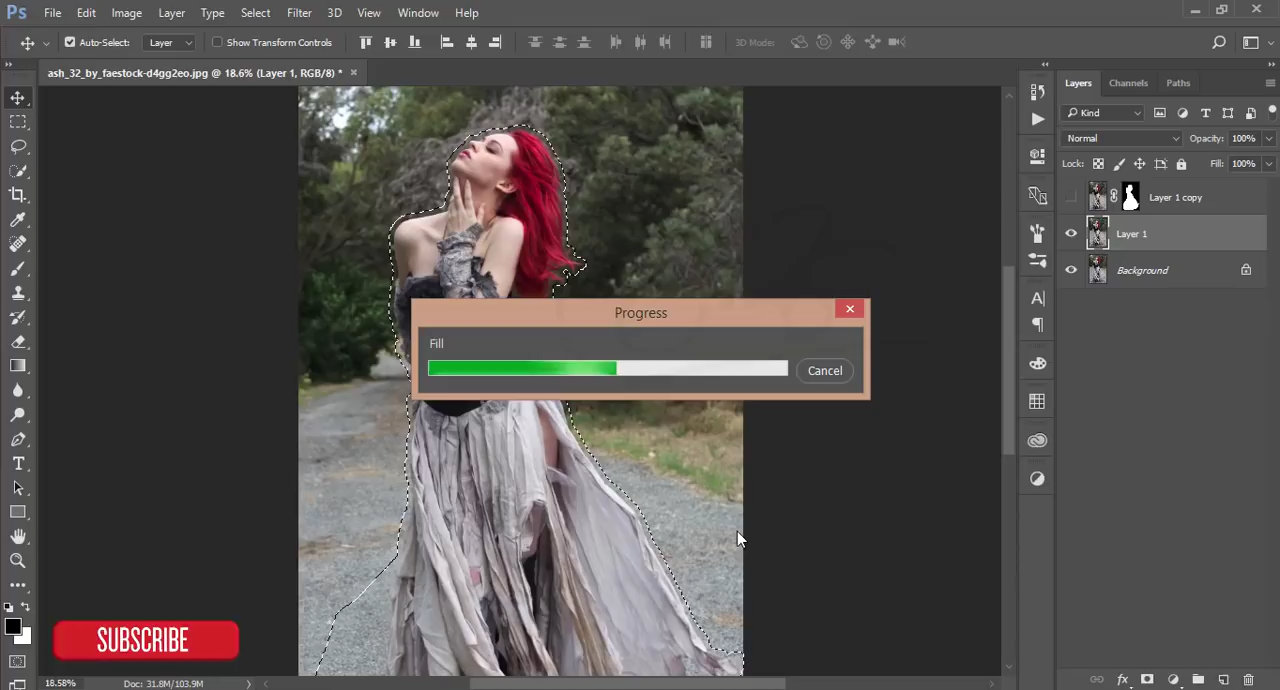 Ps File Edit Image Layer Type Select Filter 3D View Window Help
Auto-Select: Layer Show Transform Controls 3D Mode:
ash_32_by_faestock-d4gg2eo.jpg @ 18.6% (Layer 1, RGB/8) *
Layers Channels Paths
Kind
Normal Opacity: 100%
Lock: Fill: 100%
Layer 1 copy
Layer 1
Background
Progress
Fill
Cancel
SUBSCRIBE
18.58% Doc: 31.8M/103.9M